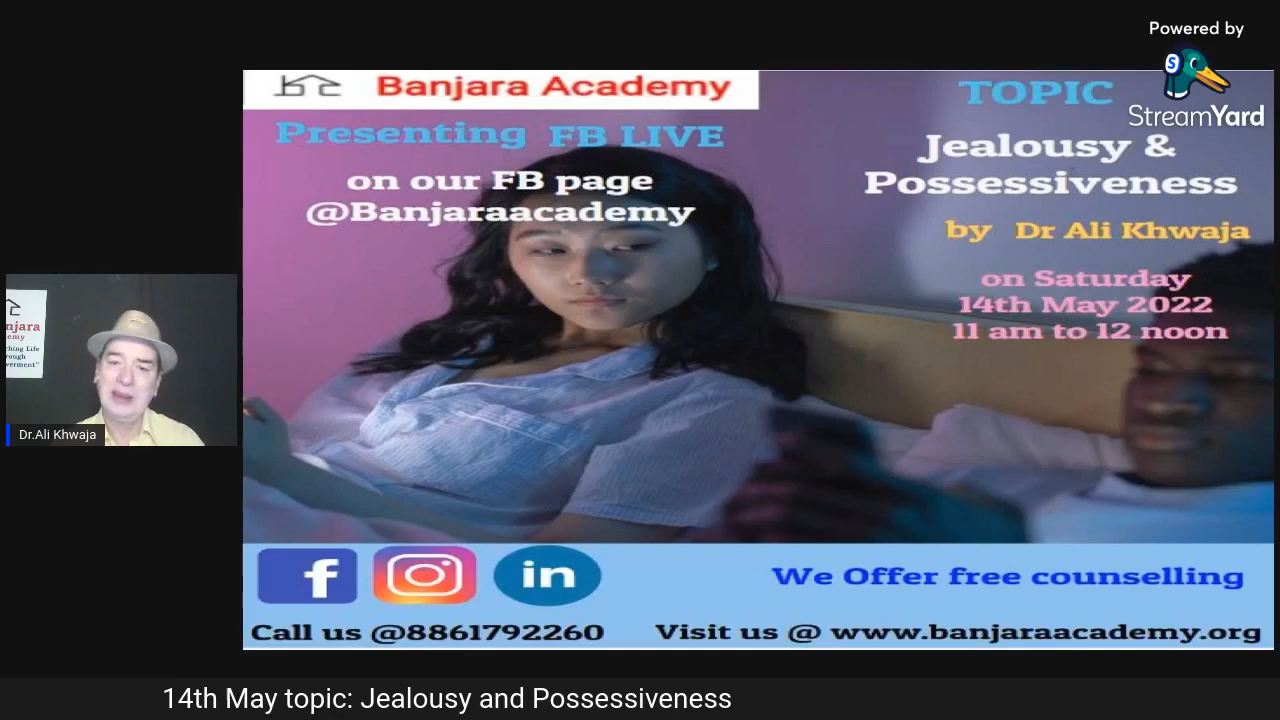 Powered by
StreamYard
Banjara Academy
Presenting FB LIVE
on our FB page
@Banjaraacademy
TOPIC
Jealousy &
Possessiveness
by Dr Ali Khwaja
on Saturday
14th May 2022
11 am to 12 noon
Dr.Ali Khwaja
f
in
We Offer free counselling
Call us @8861792260
Visit us @ www.banjaraacademy.org
14th May topic: Jealousy and Possessiveness